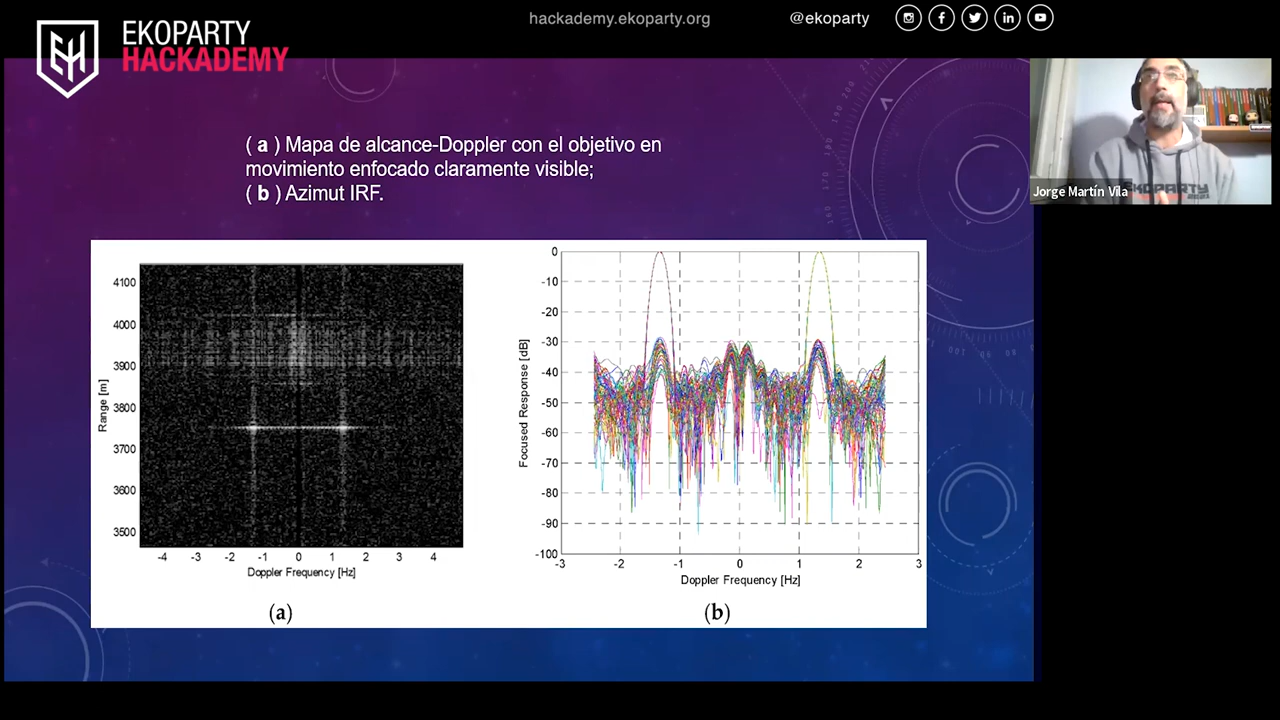 EKOPARTY
HACKADEMY
hackademy.ekoparty.org
@ekoparty
( a ) Mapa de alcance-Doppler con el objetivo en
movimiento enfocado claramente visible;
( b ) Azimut IRF.
Jorge Martín Vila
EKOPARTY
Range [m]
4100
4000
3900
3800
3700
3600
3500
-4 -3 -2 -1 0 1 2 3 4
Doppler Frequency [Hz]
(a)
Focused Response [dB]
0
-10
-20
-30
-40
-50
-60
-70
-80
-90
-100
-3 -2 -1 0 1 2 3
Doppler Frequency [Hz]
(b)